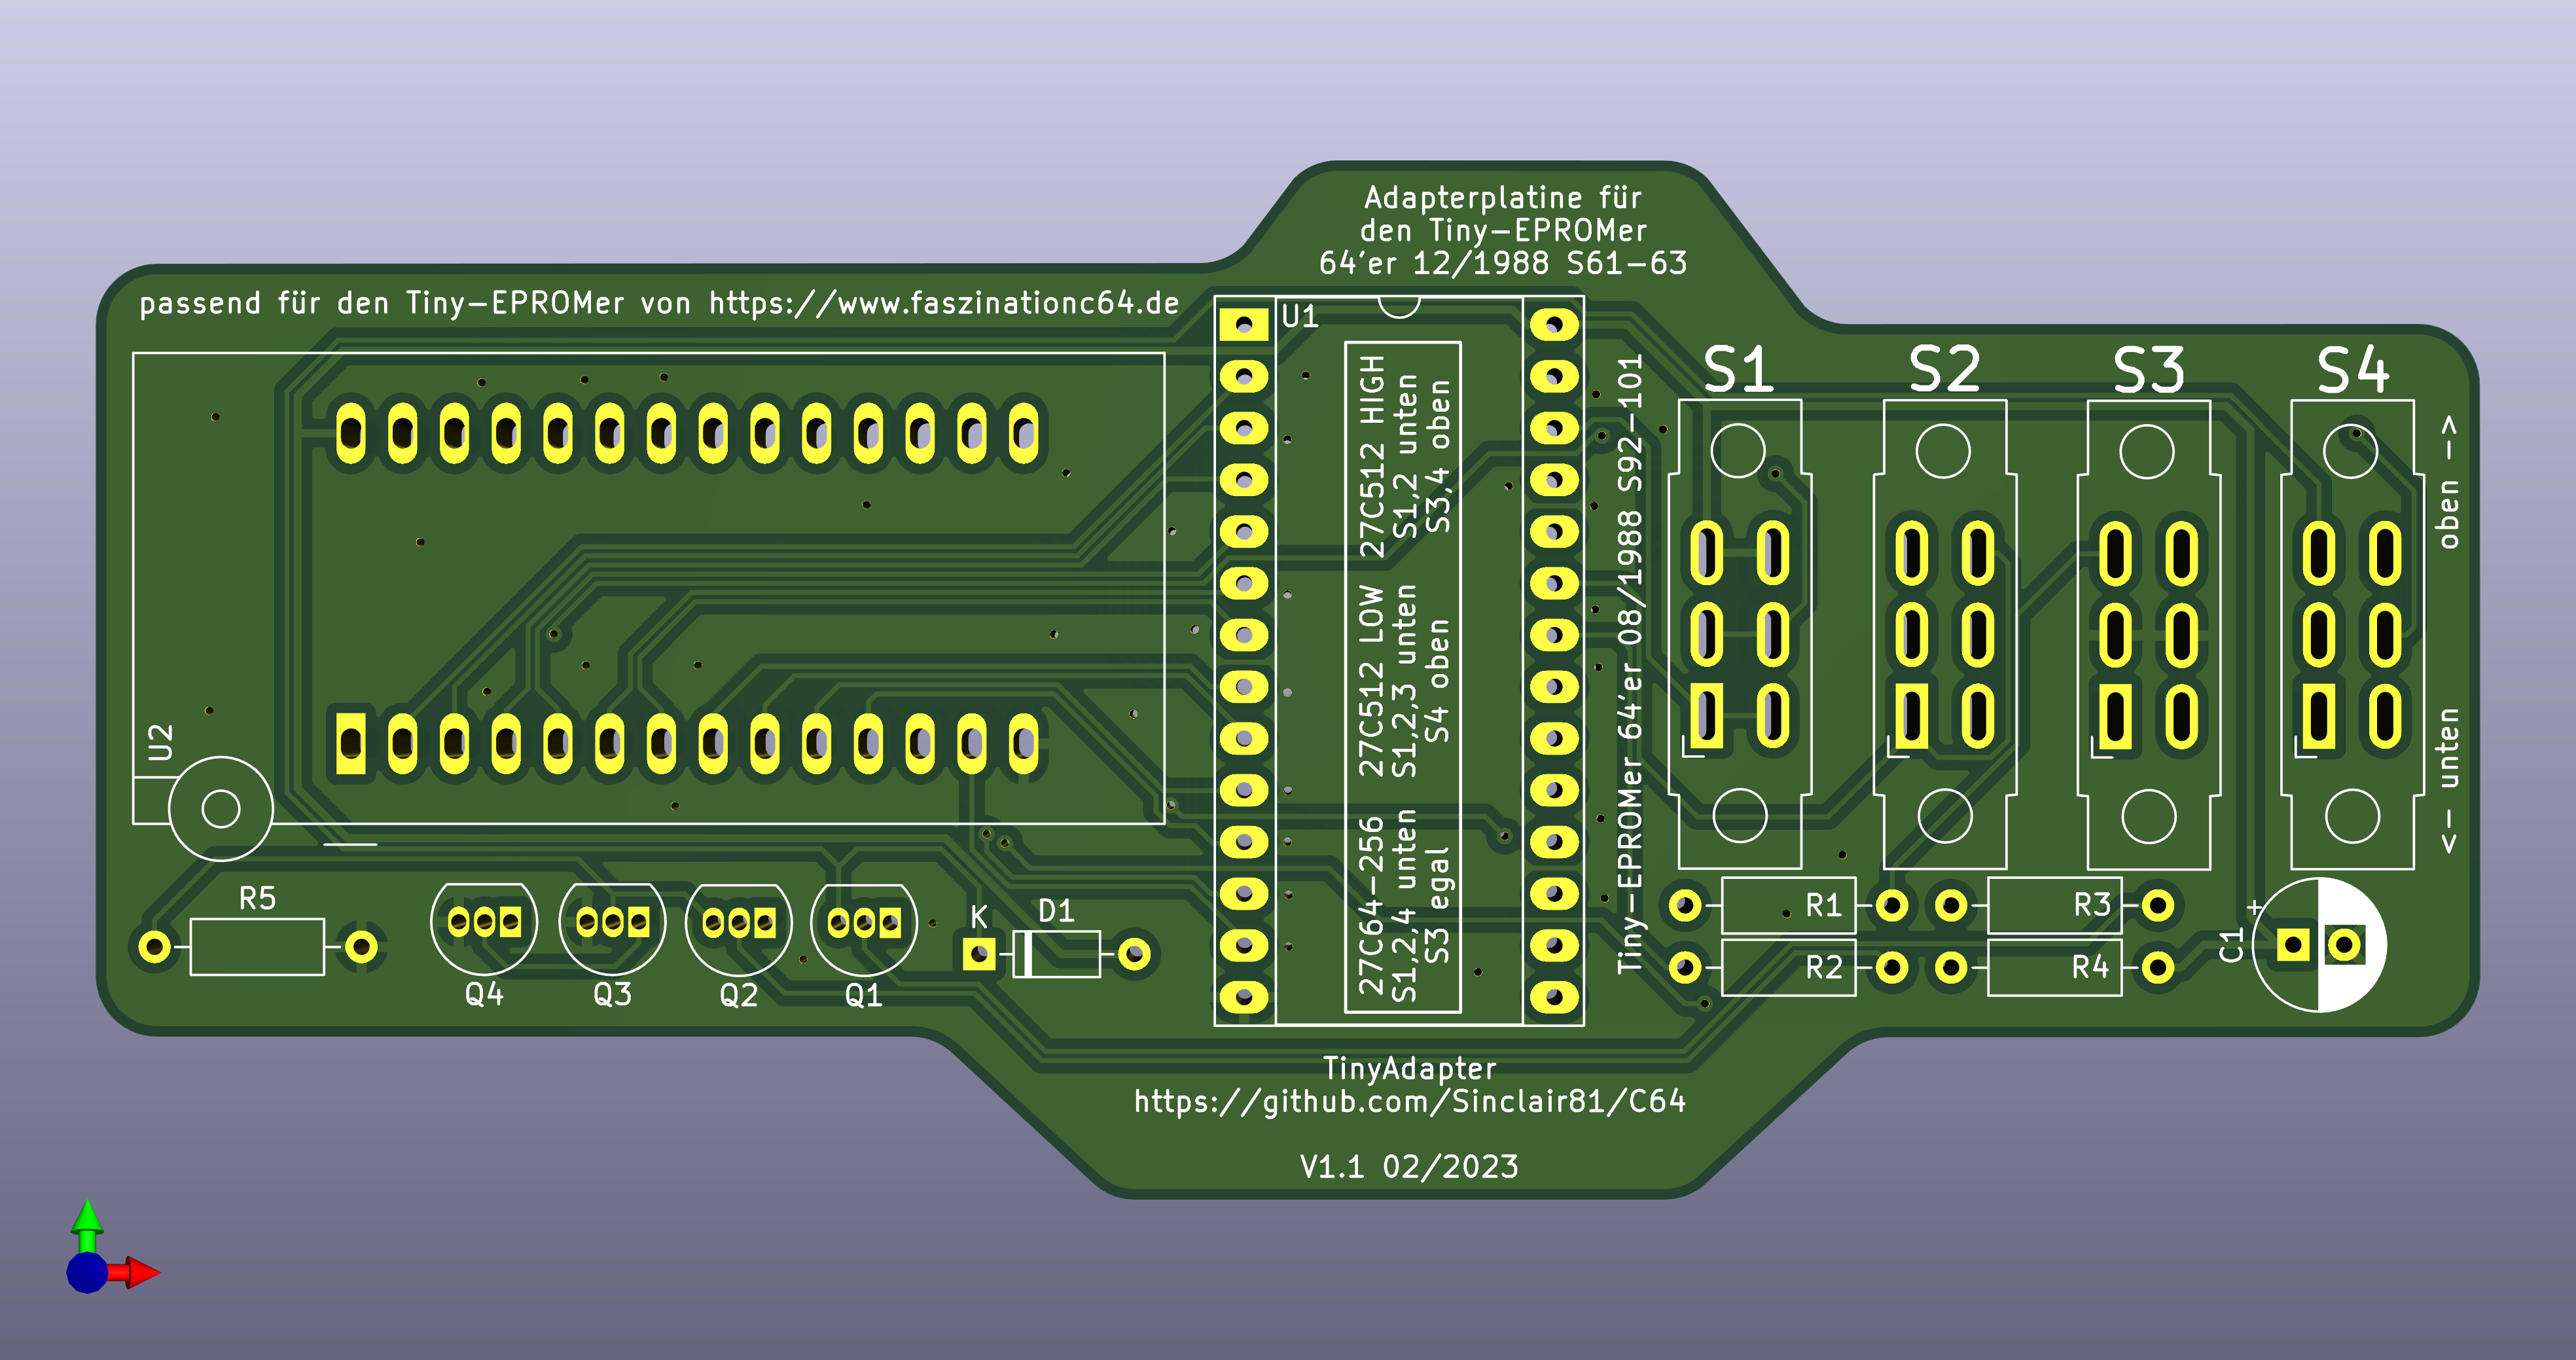 Adapterplatine für
den Tiny-EPROMer
64'er 12/1988 S61-63
passend für den Tiny-EPROMer von https://www.faszinationc64.de
U1
U2
27C64-256 27C512 LOW 27C512 HIGH
S1,2,4 unten S1,2,3 unten S1,2 unten
S3 egal S4 oben S3,4 oben
Tiny-EPROMer 64'er 08/1988 S92-101
S1 S2 S3 S4
<- unten oben ->
R5
Q4 Q3 Q2 Q1
K D1
R1 R3
R2 R4
+
C1
TinyAdapter
https://github.com/Sinclair81/C64
V1.1 02/2023